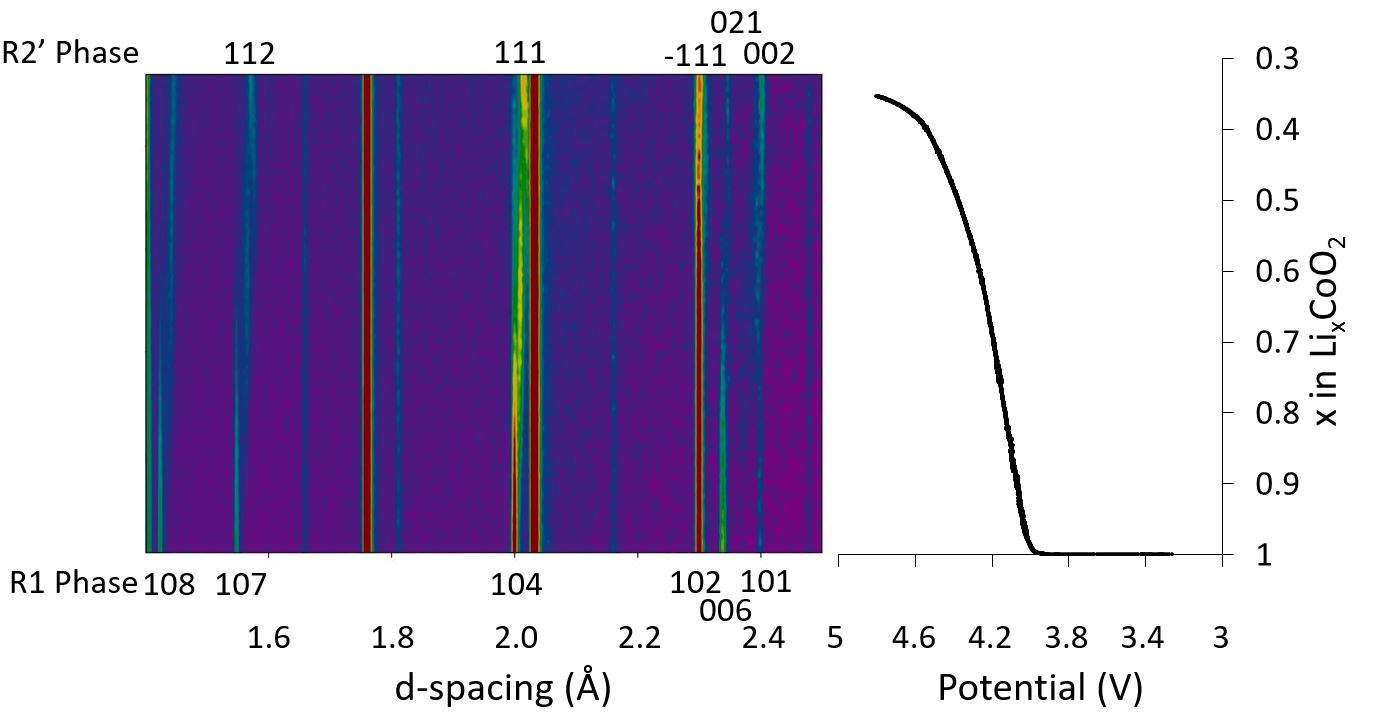 021
R2’ Phase 112 111 -111 002
0.3
0.4
0.5
0.6
0.7
0.8
0.9
1
x in LixCoO2
R1 Phase 108 107 104 102 101
006
1.6 1.8 2.0 2.2 2.4 5 4.6 4.2 3.8 3.4 3
d-spacing (Å) Potential (V)